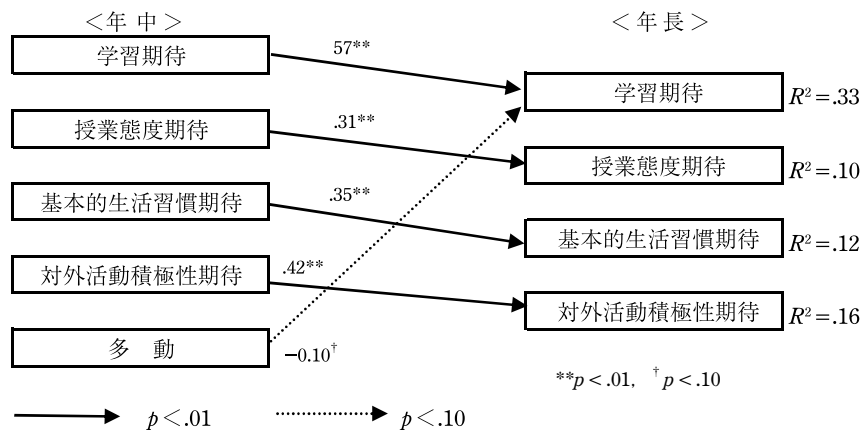 ＜年 中＞
＜年 長＞
学習期待
57**
学習期待
R²=.33
授業態度期待
.31**
授業態度期待
R²=.10
基本的生活習慣期待
.35**
基本的生活習慣期待
R²=.12
対外活動積極性期待
.42**
対外活動積極性期待
R²=.16
多　動
−0.10†
**p＜.01, †p＜.10
p＜.01
p＜.10